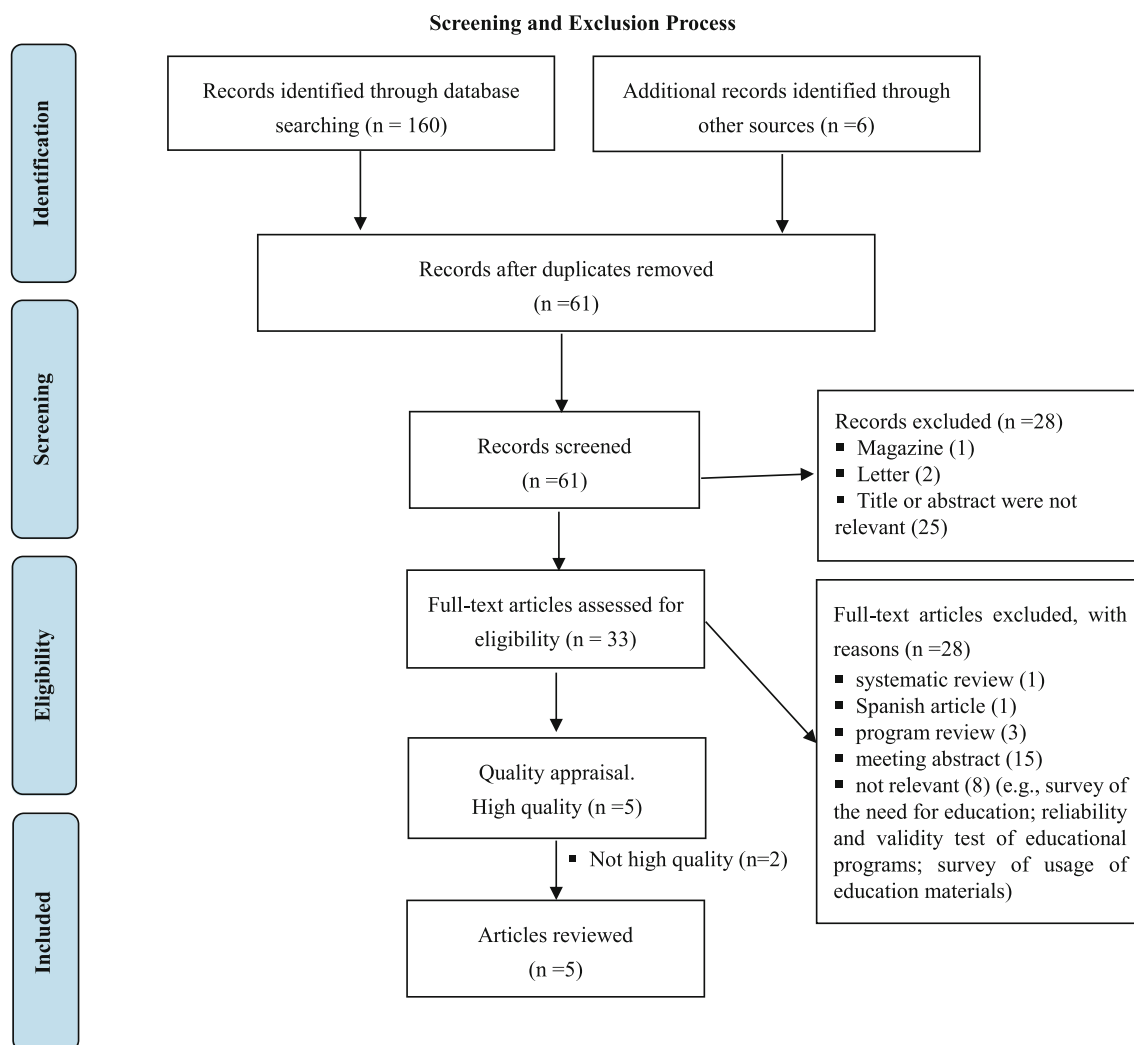 Screening and Exclusion Process
Identification
Records identified through database
searching (n = 160)
Additional records identified through
other sources (n =6)
Records after duplicates removed
(n =61)
Screening
Records screened
(n =61)
Records excluded (n =28)
▪ Magazine (1)
▪ Letter (2)
▪ Title or abstract were not
relevant (25)
Eligibility
Full-text articles assessed for
eligibility (n = 33)
Full-text articles excluded, with
reasons (n =28)
▪ systematic review (1)
▪ Spanish article (1)
▪ program review (3)
▪ meeting abstract (15)
▪ not relevant (8) (e.g., survey of
the need for education; reliability
and validity test of educational
programs; survey of usage of
education materials)
Quality appraisal.
High quality (n =5)
▪ Not high quality (n=2)
Included
Articles reviewed
(n =5)